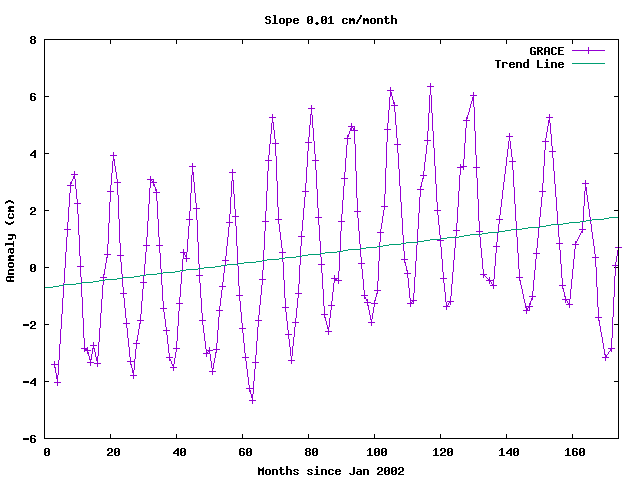 Slope 0.01 cm/month
8
6
4
2
0
-2
-4
-6
Anomaly (cm)
GRACE
Trend Line
0 20 40 60 80 100 120 140 160
Months since Jan 2002